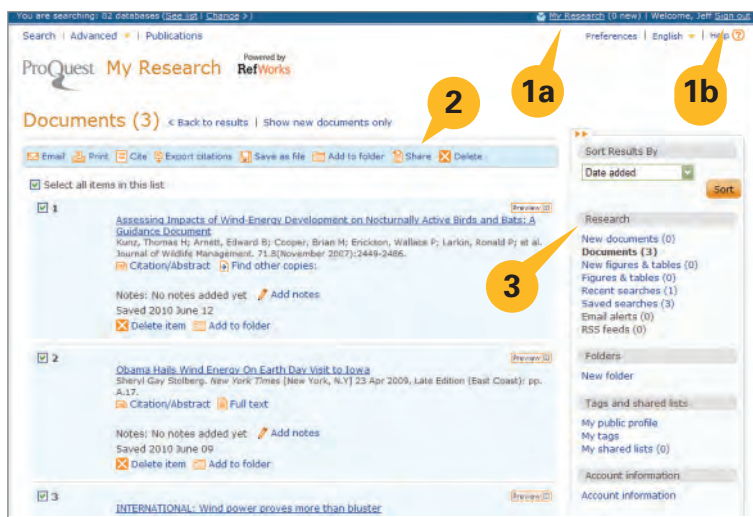 You are searching: 82 databases (See list | Change >)
My Research (0 new) | Welcome, Jeff Sign out
Search | Advanced | Publications
Preferences | English | Help
ProQuest My Research Powered by RefWorks
1a
1b
2
Documents (3) < Back to results | Show new documents only
Email Print Cite Export citations Save as file Add to folder Share Delete
Select all items in this list
1
Preview
Assessing Impacts of Wind-Energy Development on Nocturnally Active Birds and Bats: A
Guidance Document
Kunz, Thomas H; Arnett, Edward B; Cooper, Brian M; Erickson, Wallace P; Larkin, Ronald P; et al.
Journal of Wildlife Management. 71.8(November 2007):2449-2486.
Citation/Abstract Find other copies:
Notes: No notes added yet Add notes
Saved 2010 June 12
Delete item Add to folder
2
Preview
Obama Hails Wind Energy On Earth Day Visit to Iowa
Sheryl Gay Stolberg. New York Times [New York, N.Y] 23 Apr 2009, Late Edition (East Coast): pp.
A.17.
Citation/Abstract Full text
Notes: No notes added yet Add notes
Saved 2010 June 09
Delete item Add to folder
3
Preview
INTERNATIONAL: Wind power proves more than bluster
Sort Results By
Date added
Sort
3
Research
New documents (0)
Documents (3)
New figures & tables (0)
Figures & tables (0)
Recent searches (1)
Saved searches (3)
Email alerts (0)
RSS feeds (0)
Folders
New folder
Tags and shared lists
My public profile
My tags
My shared lists (0)
Account information
Account information